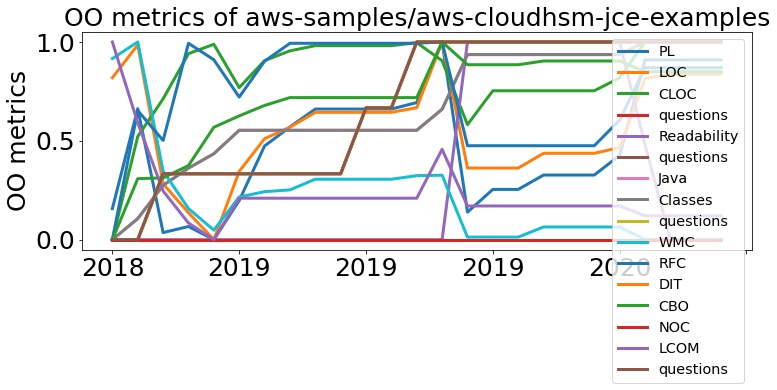 OO metrics of aws-samples/aws-cloudhsm-jce-examples
OO metrics
1.0
0.5
0.0
2018
2019
2019
2019
2020
PL
LOC
CLOC
questions
Readability
questions
Java
Classes
questions
WMC
RFC
DIT
CBO
NOC
LCOM
questions